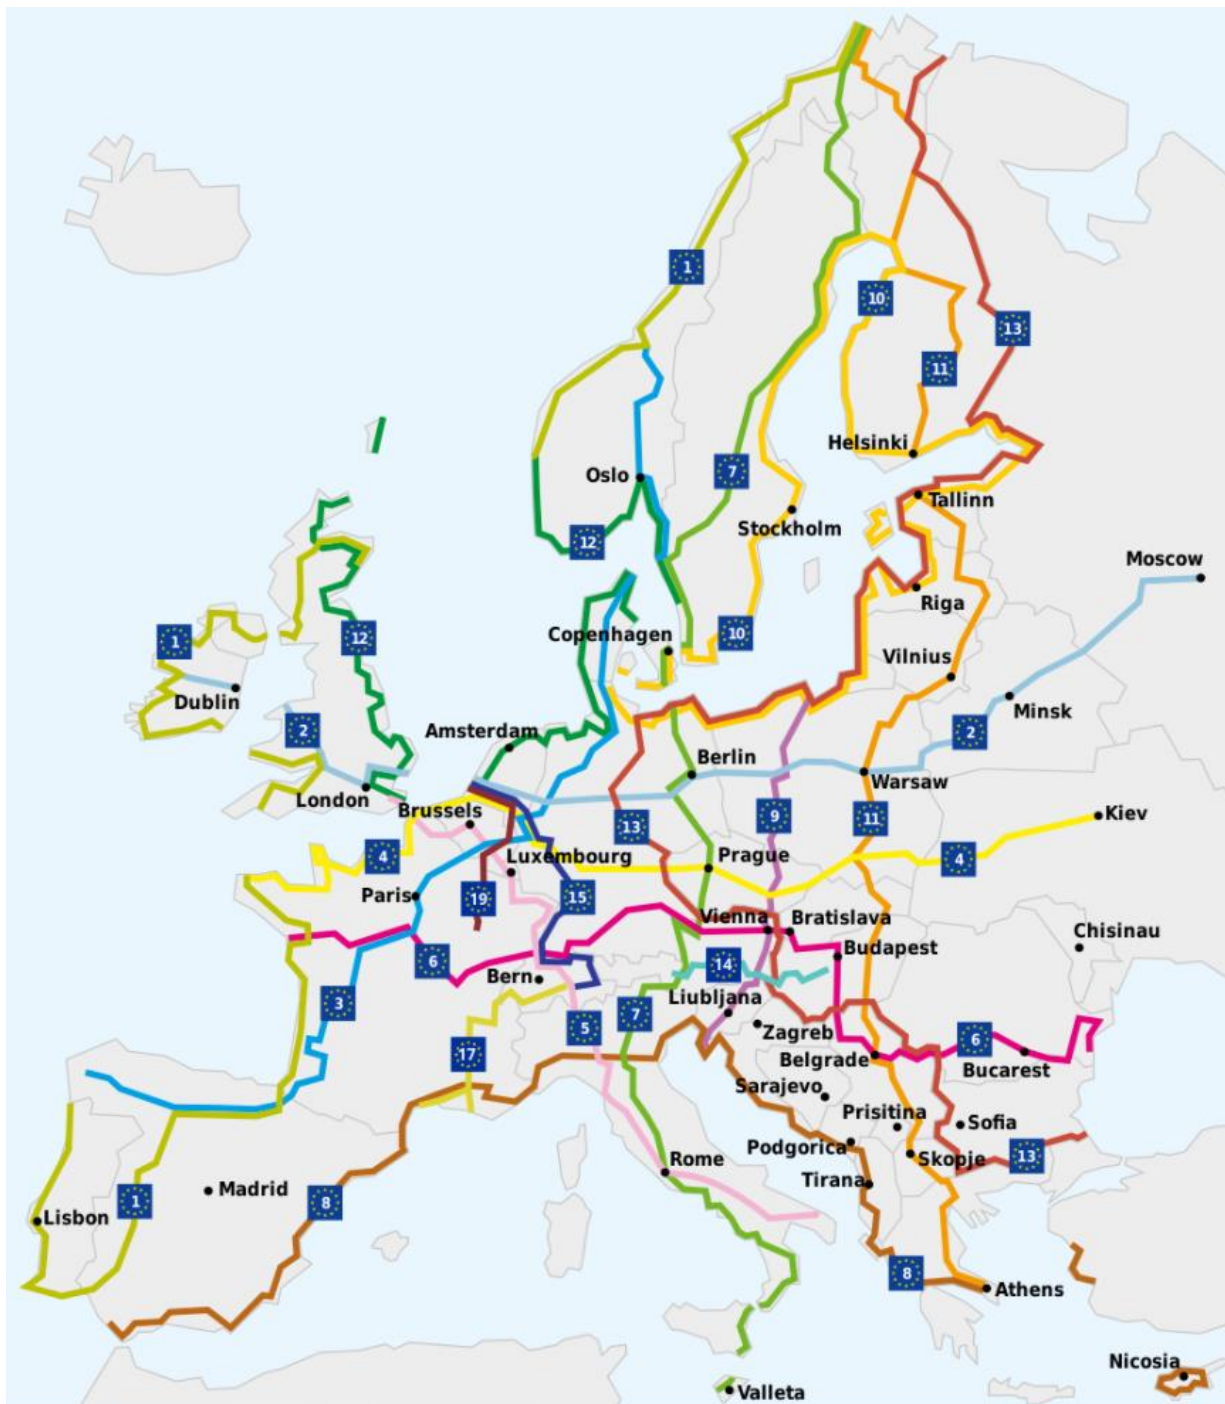 1
10
13
11
Helsinki
Oslo
7
Tallinn
Stockholm
12
Moscow
Riga
10
Copenhagen
1
12
Vilnius
Dublin
Minsk
2
2
Amsterdam
Berlin
Warsaw
London
Brussels
9
11
Kiev
13
4
Luxembourg
Prague
4
Paris
19
15
Vienna
Bratislava
Chisinau
Budapest
6
14
Bern
Liubljana
3
7
5
Zagreb
6
17
Belgrade
Bucarest
Sarajevo
Prisitina
Sofia
Podgorica
Skopje
13
Rome
Tirana
Madrid
1
8
Lisbon
8
Athens
Nicosia
Valleta